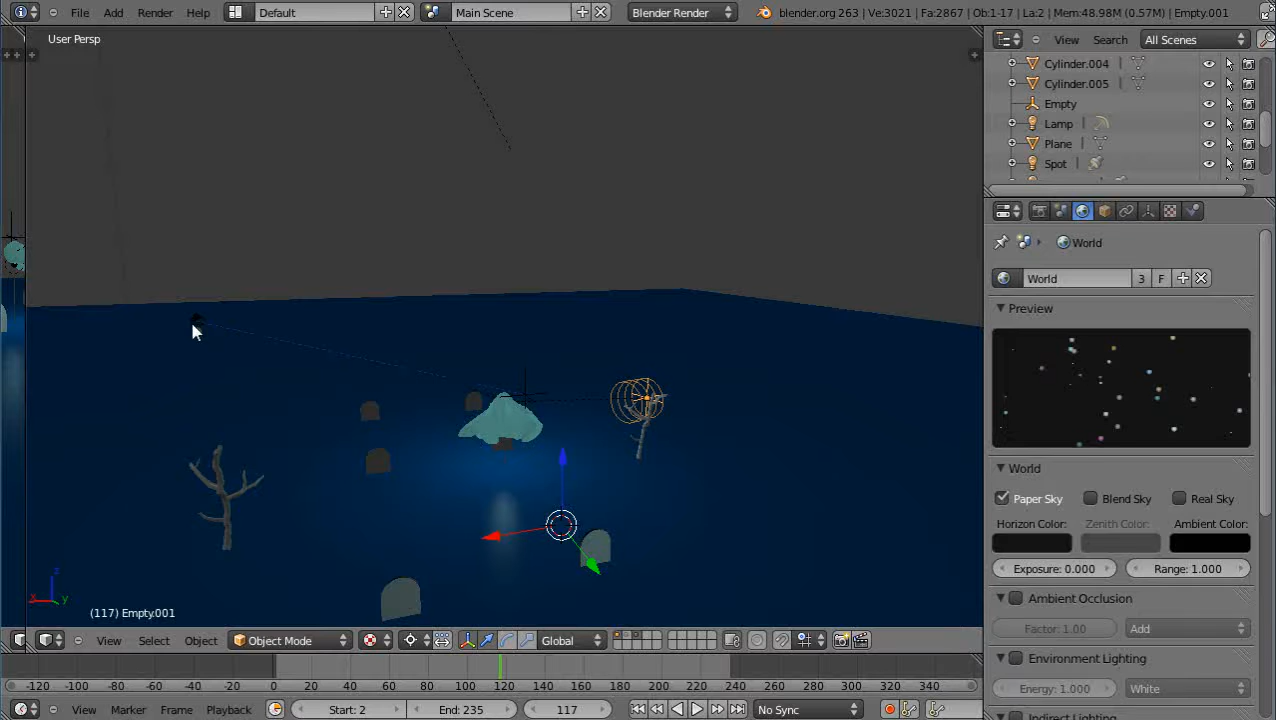 File Add Render Help Default Main Scene Blender Render blender.org 263 | Ve:3021 | Fa:2867 | Ob:1-17 | La:2 | Mem:48.98M (0.57M) | Empty.001
User Persp
View Search All Scenes
Cylinder.004
Cylinder.005
Empty
Lamp
Plane
Spot
World
World 3 F
Preview
World
Paper Sky Blend Sky Real Sky
Horizon Color: Zenith Color: Ambient Color:
Exposure: 0.000 Range: 1.000
Ambient Occlusion
Factor: 1.00 Add
Environment Lighting
Energy: 1.000 White
Indirect Lighting
x y z
(117) Empty.001
View Select Object Object Mode Global
-120 -100 -80 -60 -40 -20 0 20 40 60 80 100 120 140 160 180 200 220 240 260 280 300 320 340
View Marker Frame Playback Start: 2 End: 235 117 No Sync